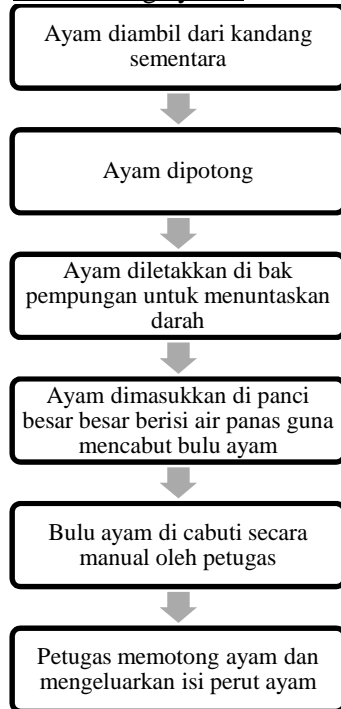 Ayam diambil dari kandang
sementara
Ayam dipotong
Ayam diletakkan di bak
pempungan untuk menuntaskan
darah
Ayam dimasukkan di panci
besar besar berisi air panas guna
mencabut bulu ayam
Bulu ayam di cabuti secara
manual oleh petugas
Petugas memotong ayam dan
mengeluarkan isi perut ayam